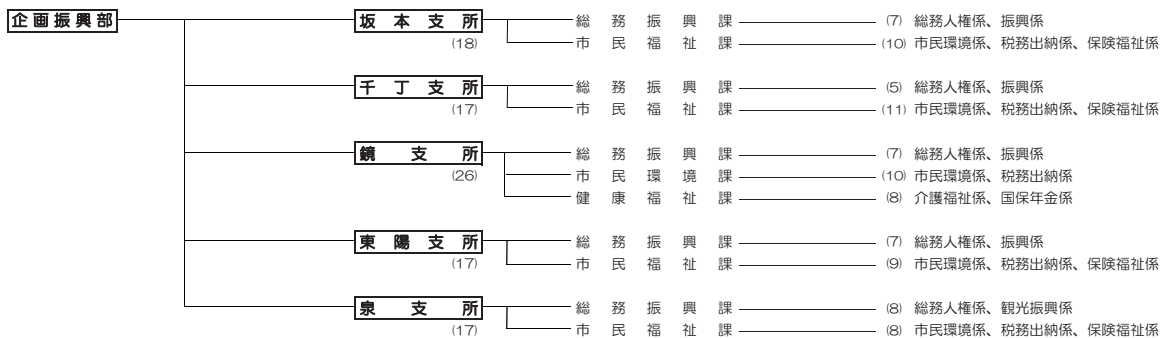 企画振興部 坂本支所 総務振興課 (7) 総務人権係、振興係
(18) 市民福祉課 (10) 市民環境係、税務出納係、保険福祉係
千丁支所 総務振興課 (5) 総務人権係、振興係
(17) 市民福祉課 (11) 市民環境係、税務出納係、保険福祉係
鏡支所 総務振興課 (7) 総務人権係、振興係
(26) 市民環境課 (10) 市民環境係、税務出納係
健康福祉課 (8) 介護福祉係、国保年金係
東陽支所 総務振興課 (7) 総務人権係、振興係
(17) 市民福祉課 (9) 市民環境係、税務出納係、保険福祉係
泉支所 総務振興課 (8) 総務人権係、観光振興係
(17) 市民福祉課 (8) 市民環境係、税務出納係、保険福祉係